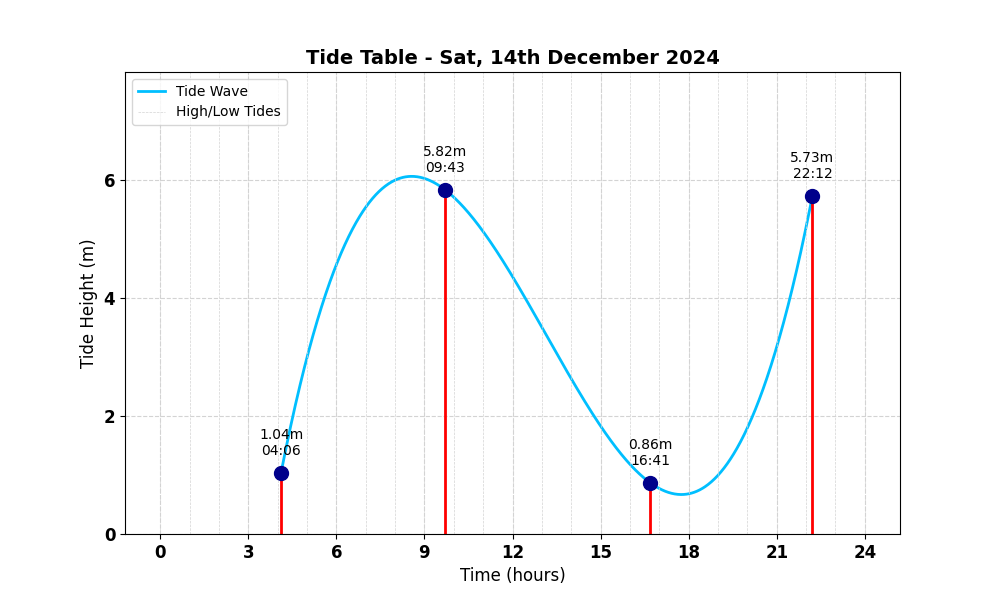 Tide Table - Sat, 14th December 2024
Tide Wave
High/Low Tides
5.82m
09:43
5.73m
22:12
1.04m
04:06
0.86m
16:41
Tide Height (m)
6
4
2
0
0 3 6 9 12 15 18 21 24
Time (hours)